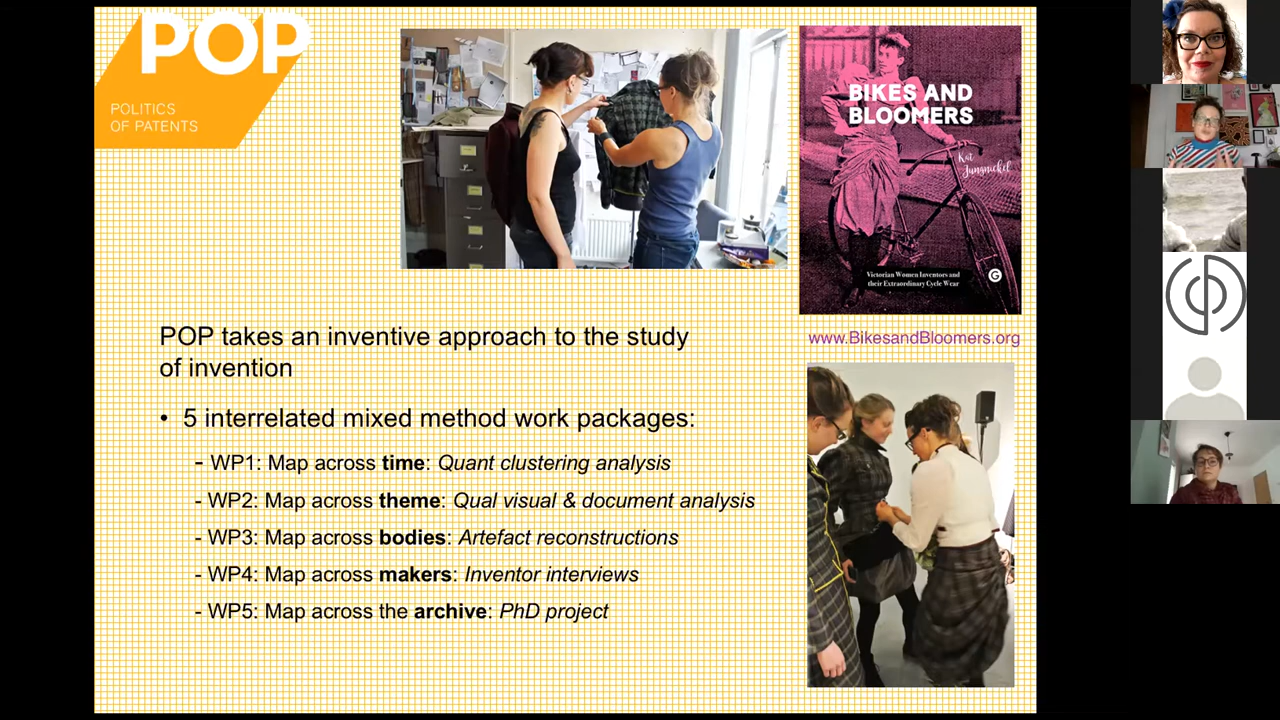 POP
POLITICS
OF PATENTS
BIKES AND
BLOOMERS
Kat
Jungnickel
Victorian Women Inventors and
their Extraordinary Cycle Wear
G
www.BikesandBloomers.org
POP takes an inventive approach to the study
of invention
• 5 interrelated mixed method work packages:
- WP1: Map across time: Quant clustering analysis
- WP2: Map across theme: Qual visual & document analysis
- WP3: Map across bodies: Artefact reconstructions
- WP4: Map across makers: Inventor interviews
- WP5: Map across the archive: PhD project